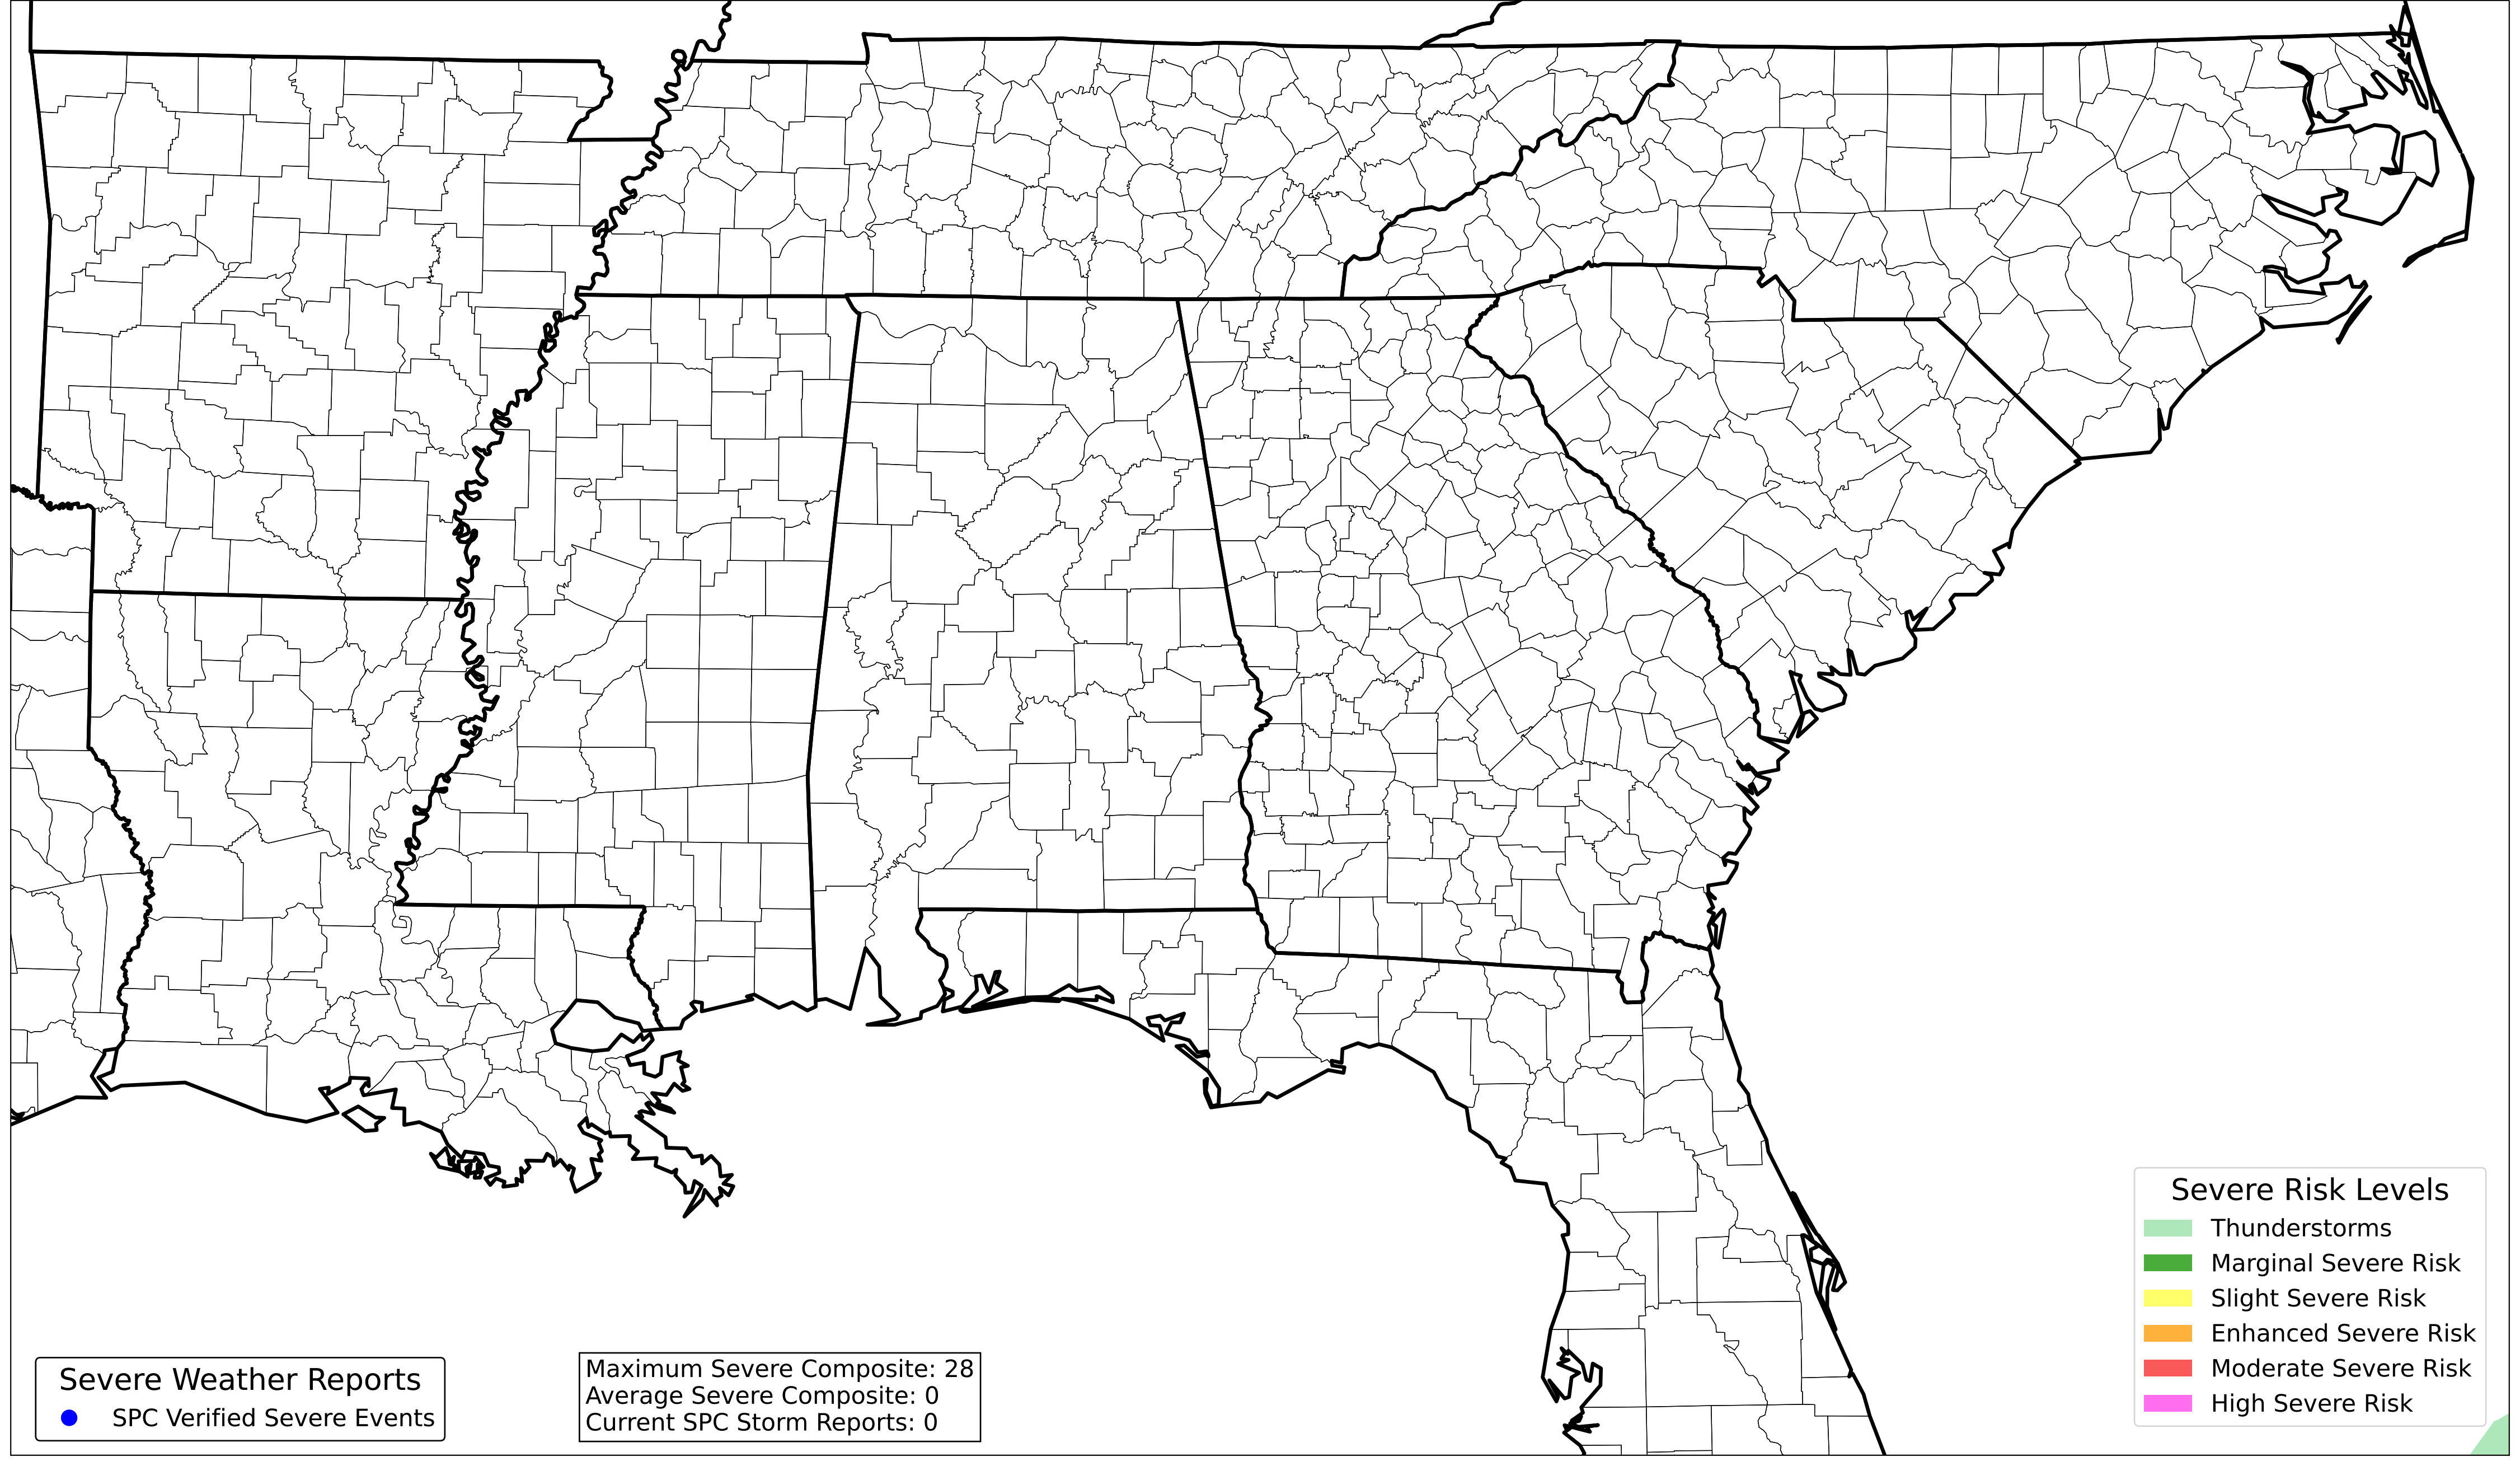 Severe Risk Levels
Thunderstorms
Marginal Severe Risk
Slight Severe Risk
Enhanced Severe Risk
Moderate Severe Risk
High Severe Risk
Severe Weather Reports
SPC Verified Severe Events
Maximum Severe Composite: 28
Average Severe Composite: 0
Current SPC Storm Reports: 0